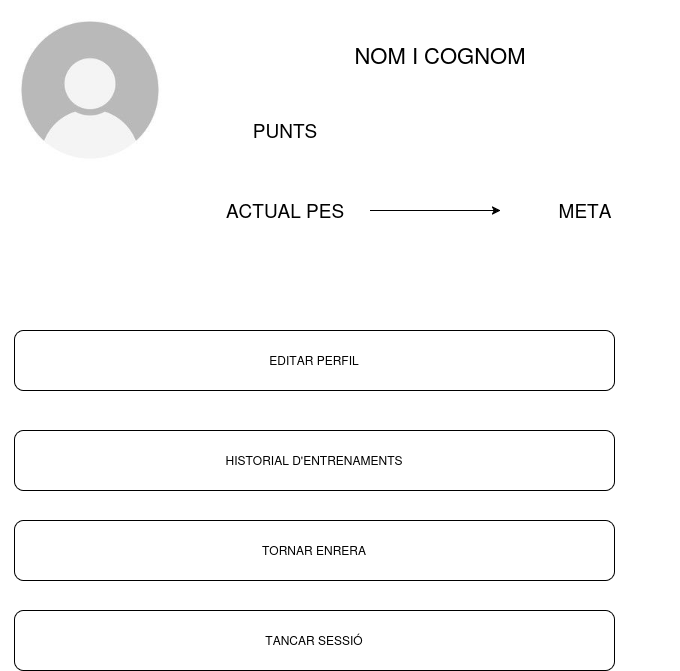 NOM I COGNOM
PUNTS
ACTUAL PES
META
EDITAR PERFIL
HISTORIAL D'ENTRENAMENTS
TORNAR ENRERA
TANCAR SESSIÓ